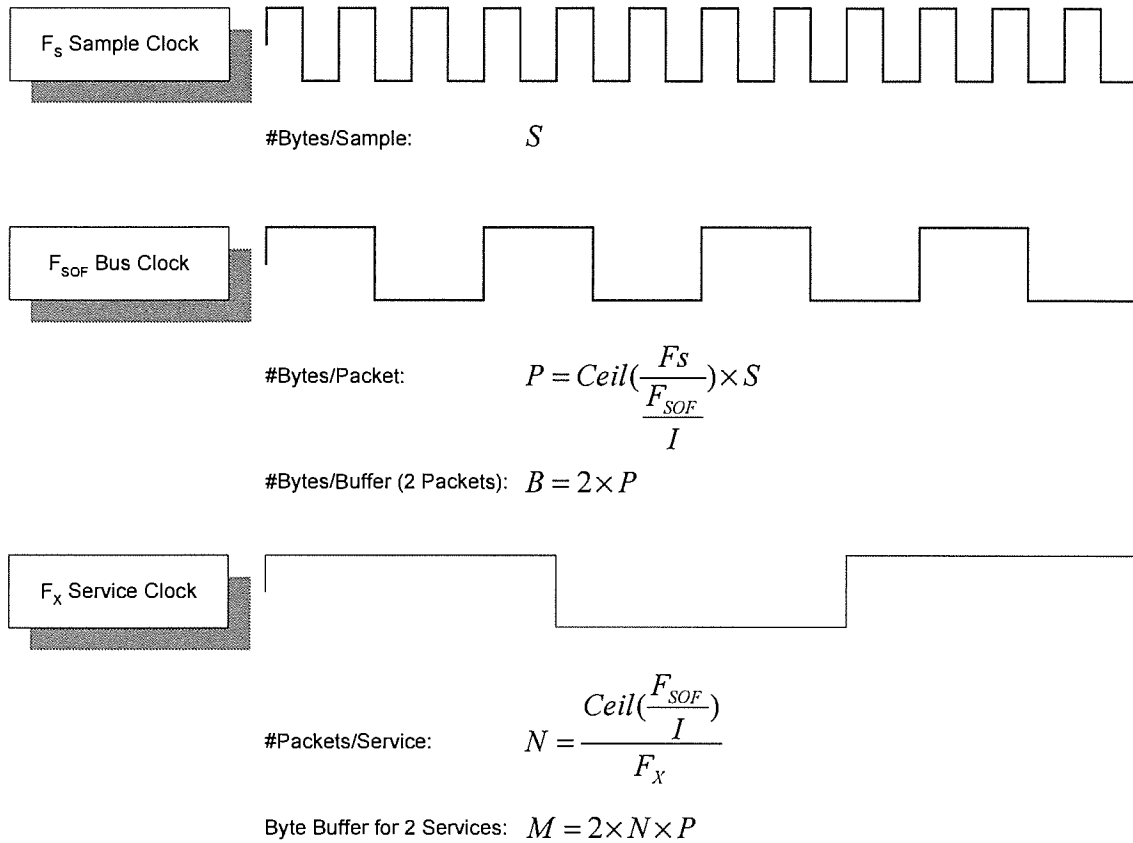 F_S Sample Clock
#Bytes/Sample: S
F_SOF Bus Clock
#Bytes/Packet: P = Ceil(Fs / (F_SOF / I)) × S
#Bytes/Buffer (2 Packets): B = 2 × P
F_X Service Clock
#Packets/Service: N = Ceil(F_SOF / I) / F_X
Byte Buffer for 2 Services: M = 2 × N × P